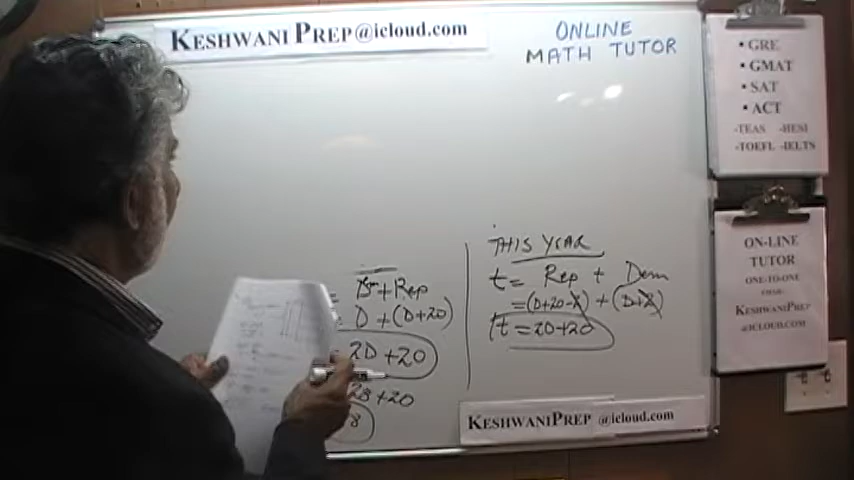 KESHWANIPREP@iCloud.com
ONLINE
MATH TUTOR
• GRE
• GMAT
• SAT
• ACT
-TEAS -HESI
-TOEFL -IELTS
+ Rep
= D + (D+20)
2D + 20
+20
8
THIS YEAR
t = Rep + Dem
= (D+20-X) + (D+X)
t = 2D+20
ON-LINE
TUTOR
ONE-TO-ONE
KESHWANIPREP
@iCLOUD.COM
KESHWANIPREP @iCloud.com